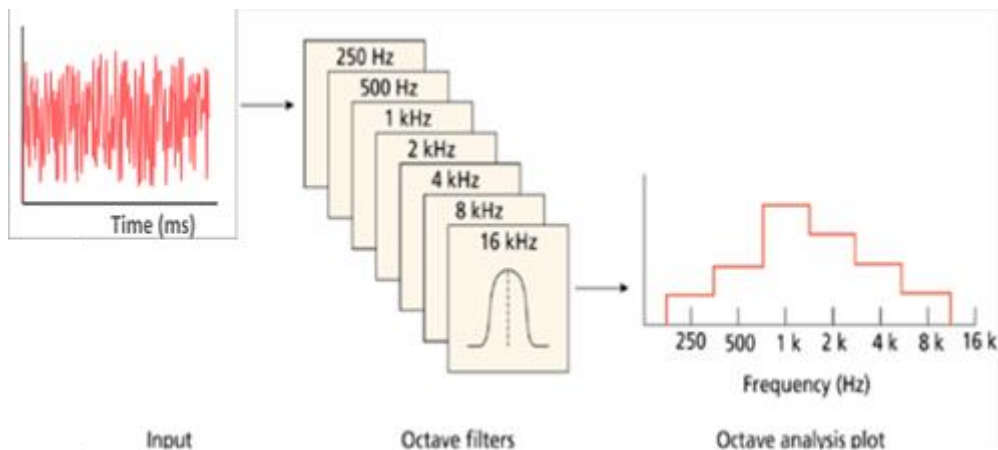 Time (ms)
250 Hz
500 Hz
1 kHz
2 kHz
4 kHz
8 kHz
16 kHz
250 500 1 k 2 k 4 k 8 k 16 k
Frequency (Hz)
Input Octave filters Octave analysis plot